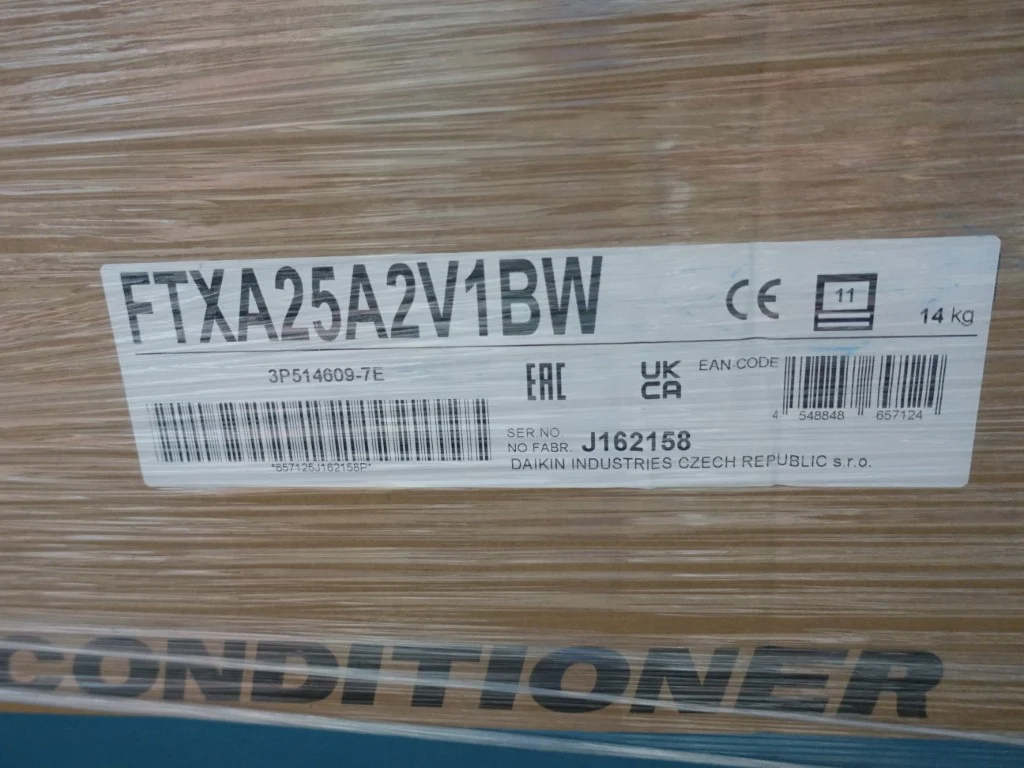 FTXA25A2V1BW
CE
11
14 kg
3P514609-7E
EAC
UK
CA
EAN-CODE
4 548848 657124
*657125J162158P*
SER NO
NO FABR. J162158
DAIKIN INDUSTRIES CZECH REPUBLIC s.r.o.
CONDITIONER